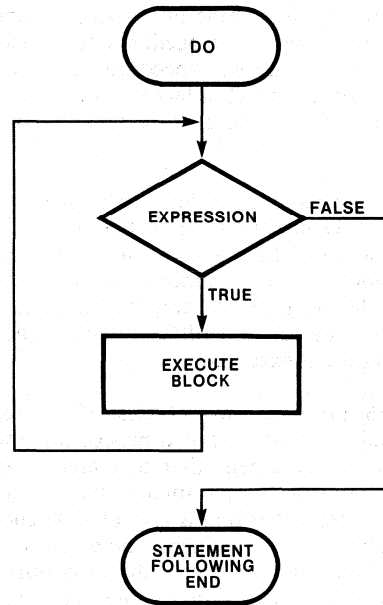 DO
EXPRESSION
FALSE
TRUE
EXECUTE
BLOCK
STATEMENT
FOLLOWING
END